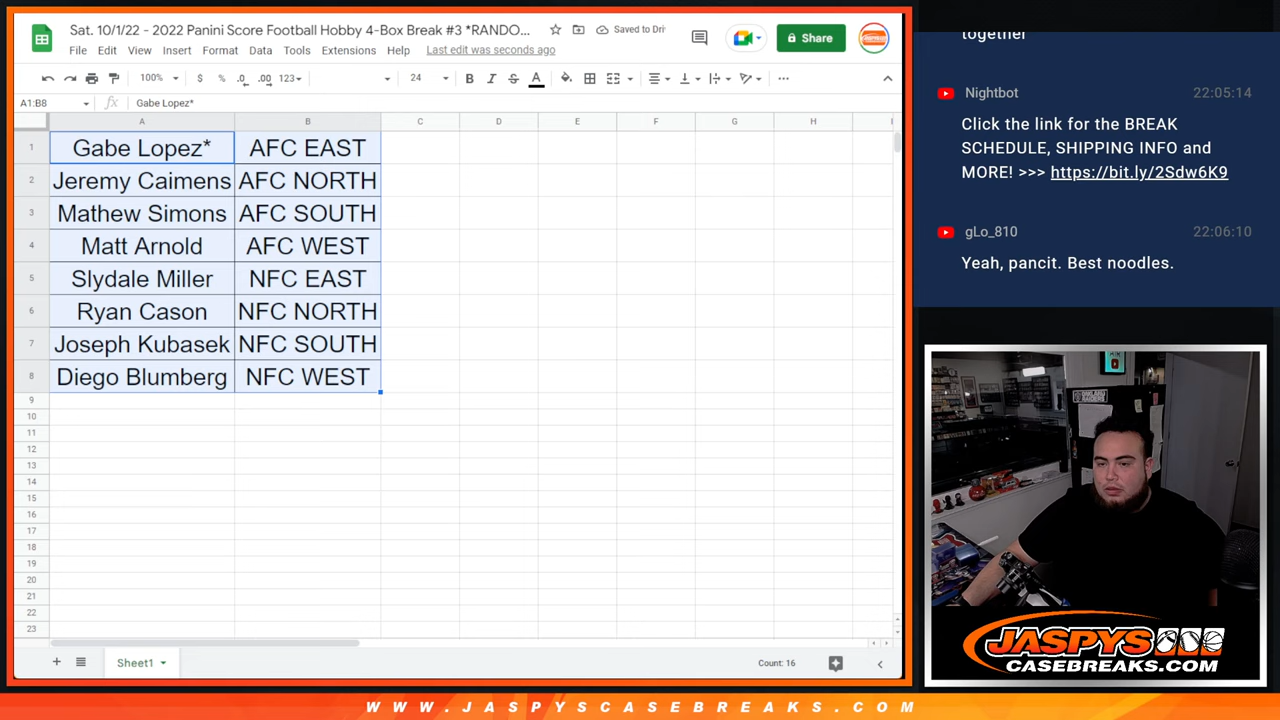 Sat. 10/1/22 - 2022 Panini Score Football Hobby 4-Box Break #3 *RANDO...
Saved to Dri
Share
File Edit View Insert Format Data Tools Extensions Help Last edit was seconds ago
100% $ % .0 .00 123 24 B I S A
A1:B8 fx Gabe Lopez*
A B C D E F G H
1 Gabe Lopez* AFC EAST
2 Jeremy Caimens AFC NORTH
3 Mathew Simons AFC SOUTH
4 Matt Arnold AFC WEST
5 Slydale Miller NFC EAST
6 Ryan Cason NFC NORTH
7 Joseph Kubasek NFC SOUTH
8 Diego Blumberg NFC WEST
9
10
11
12
13
14
15
16
17
18
19
20
21
22
23
Sheet1
Count: 16
together
Nightbot 22:05:14
Click the link for the BREAK
SCHEDULE, SHIPPING INFO and
MORE! >>> https://bit.ly/2Sdw6K9
gLo_810 22:06:10
Yeah, pancit. Best noodles.
JASPYS
CASEBREAKS.COM
WWW.JASPYSCASEBREAKS.COM